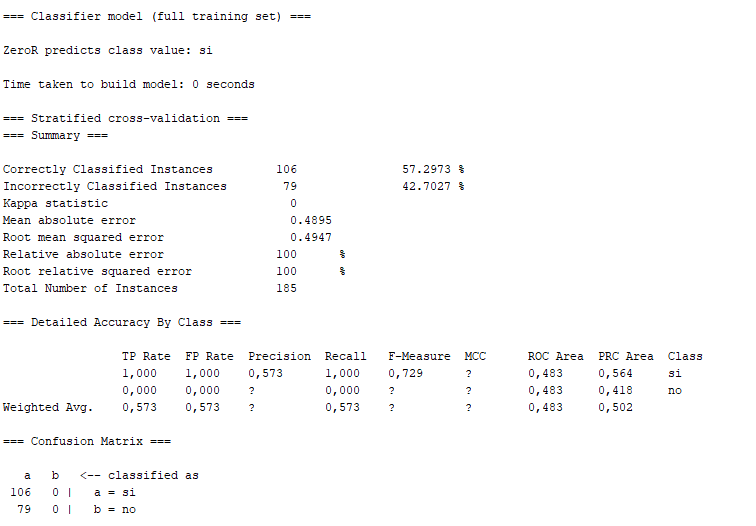 === Classifier model (full training set) ===
ZeroR predicts class value: si
Time taken to build model: 0 seconds
=== Stratified cross-validation ===
=== Summary ===
Correctly Classified Instances 106 57.2973 %
Incorrectly Classified Instances 79 42.7027 %
Kappa statistic 0
Mean absolute error 0.4895
Root mean squared error 0.4947
Relative absolute error 100 %
Root relative squared error 100 %
Total Number of Instances 185
=== Detailed Accuracy By Class ===
TP Rate FP Rate Precision Recall F-Measure MCC ROC Area PRC Area Class
1,000 1,000 0,573 1,000 0,729 ? 0,483 0,564 si
0,000 0,000 ? 0,000 ? ? 0,483 0,418 no
Weighted Avg. 0,573 0,573 ? 0,573 ? ? 0,483 0,502
=== Confusion Matrix ===
a b <-- classified as
106 0 | a = si
79 0 | b = no